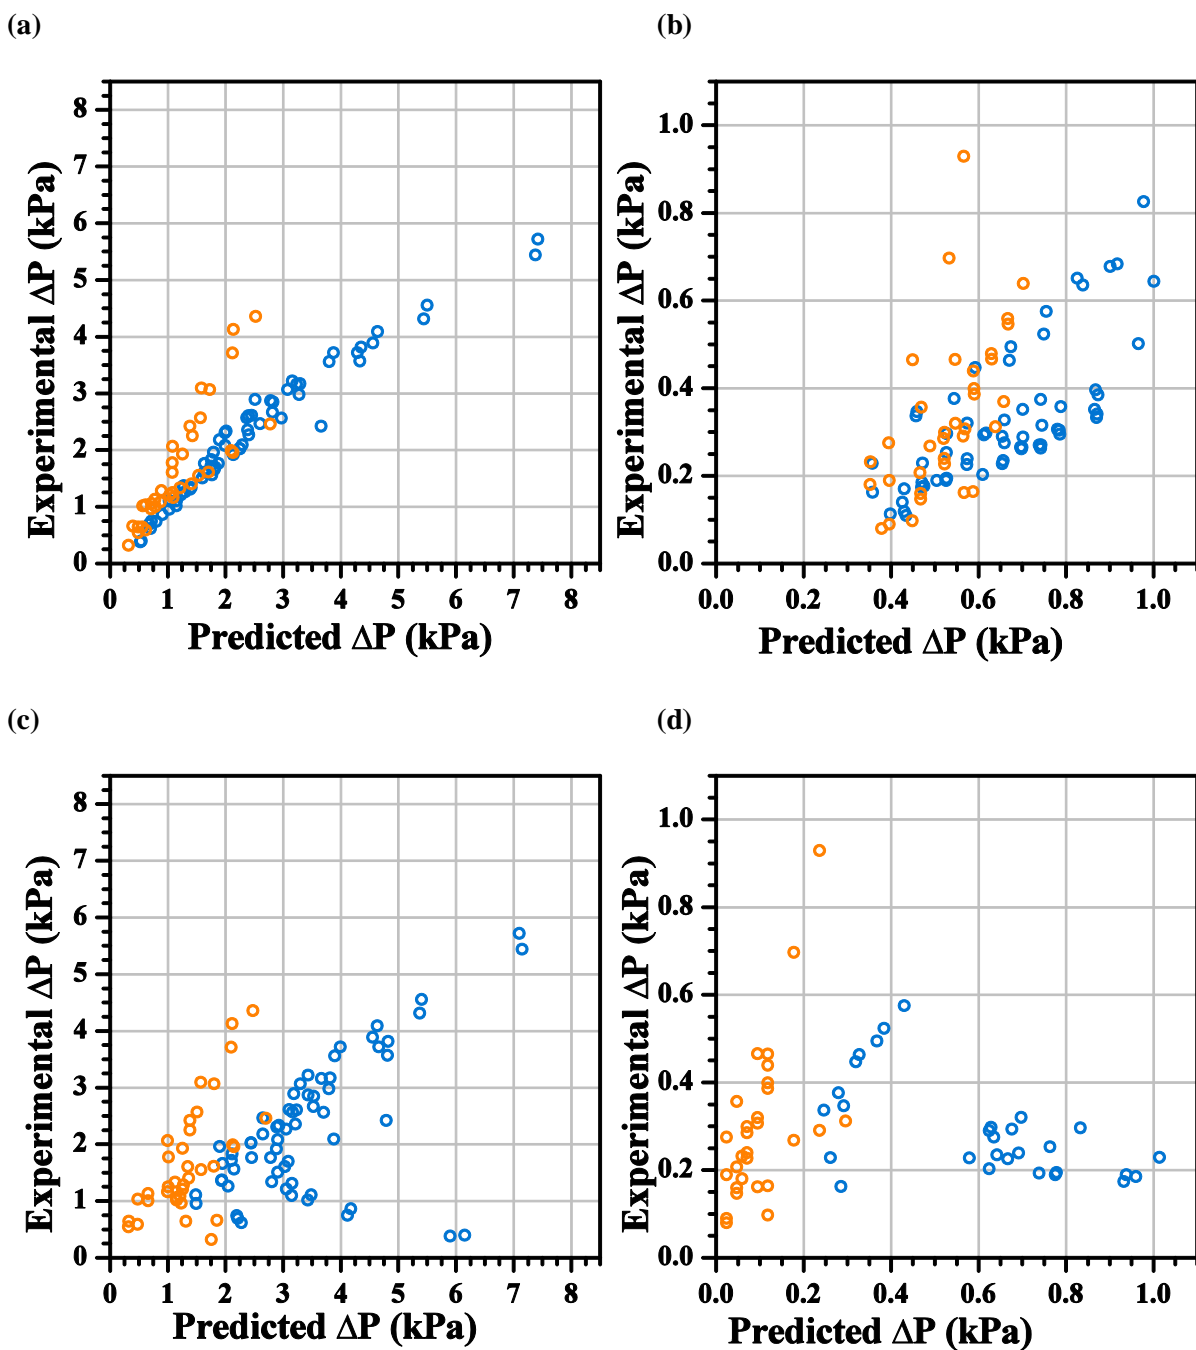 (a)
(b)
Experimental ΔP (kPa)
8
7
6
5
4
3
2
1
0
0 1 2 3 4 5 6 7 8
Predicted ΔP (kPa)
Experimental ΔP (kPa)
1.0
0.8
0.6
0.4
0.2
0.0
0.0 0.2 0.4 0.6 0.8 1.0
Predicted ΔP (kPa)
(c)
(d)
Experimental ΔP (kPa)
8
7
6
5
4
3
2
1
0
0 1 2 3 4 5 6 7 8
Predicted ΔP (kPa)
Experimental ΔP (kPa)
1.0
0.8
0.6
0.4
0.2
0.0
0.0 0.2 0.4 0.6 0.8 1.0
Predicted ΔP (kPa)